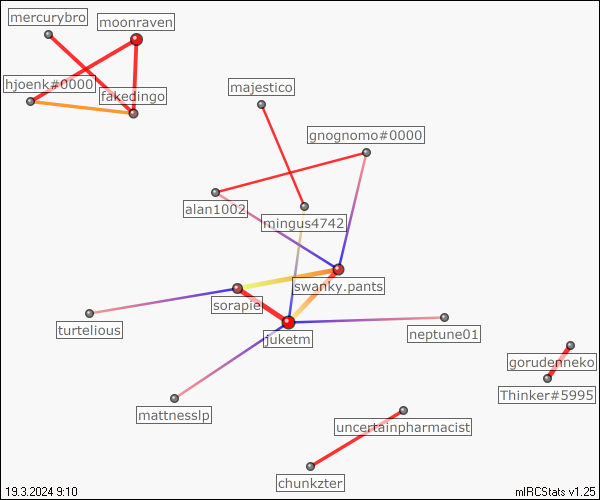 mercurybro
moonraven
hjoenk#0000
fakedingo
majestico
gnognomo#0000
alan1002
mingus4742
swanky.pants
sorapie
turtelious
juketm
neptune01
gorudenneko
Thinker#5995
mattnesslp
uncertainpharmacist
chunkzter
19.3.2024 9:10
mIRCStats v1.25